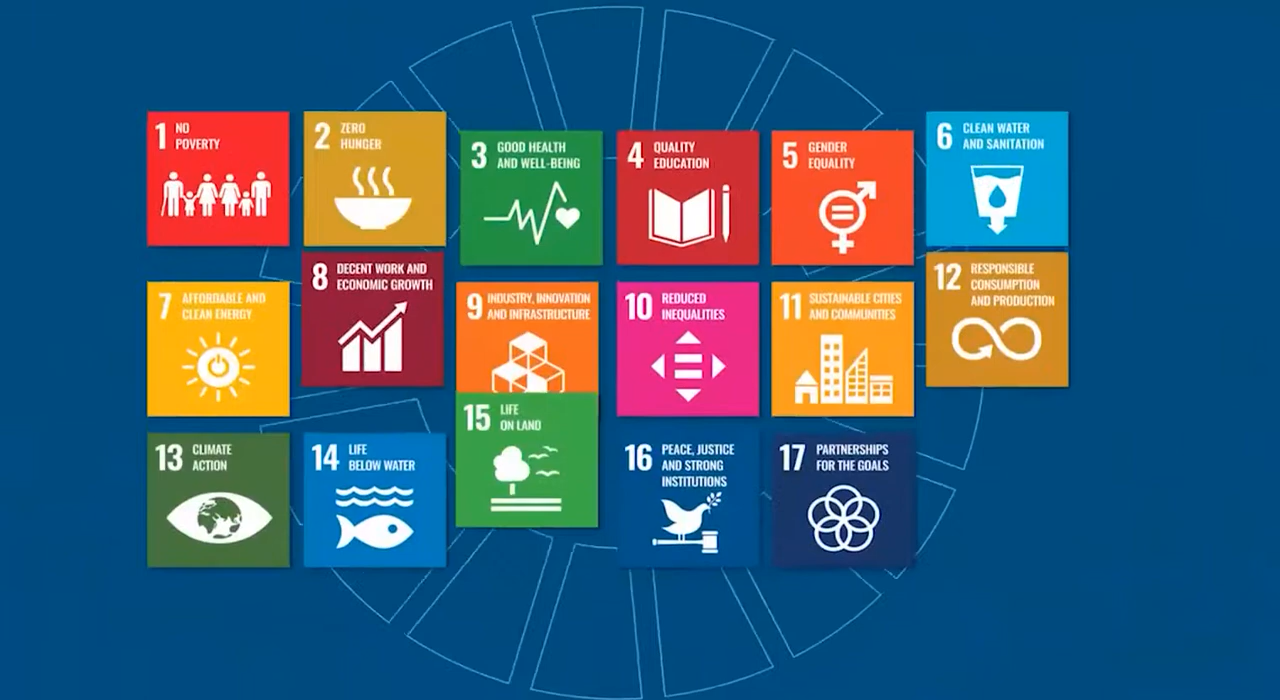 1 NO
POVERTY
2 ZERO
HUNGER
3 GOOD HEALTH
AND WELL-BEING
4 QUALITY
EDUCATION
5 GENDER
EQUALITY
6 CLEAN WATER
AND SANITATION
7 AFFORDABLE AND
CLEAN ENERGY
8 DECENT WORK AND
ECONOMIC GROWTH
9 INDUSTRY, INNOVATION
AND INFRASTRUCTURE
10 REDUCED
INEQUALITIES
11 SUSTAINABLE CITIES
AND COMMUNITIES
12 RESPONSIBLE
CONSUMPTION
AND PRODUCTION
13 CLIMATE
ACTION
14 LIFE
BELOW WATER
15 LIFE
ON LAND
16 PEACE, JUSTICE
AND STRONG
INSTITUTIONS
17 PARTNERSHIPS
FOR THE GOALS